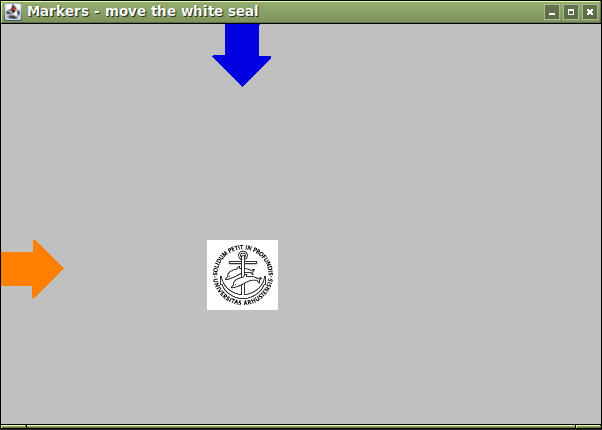 Markers - move the white seal
SOLIDUM PETIT IN PROFUNDIS
UNIVERSITAS ARHUSIENSIS